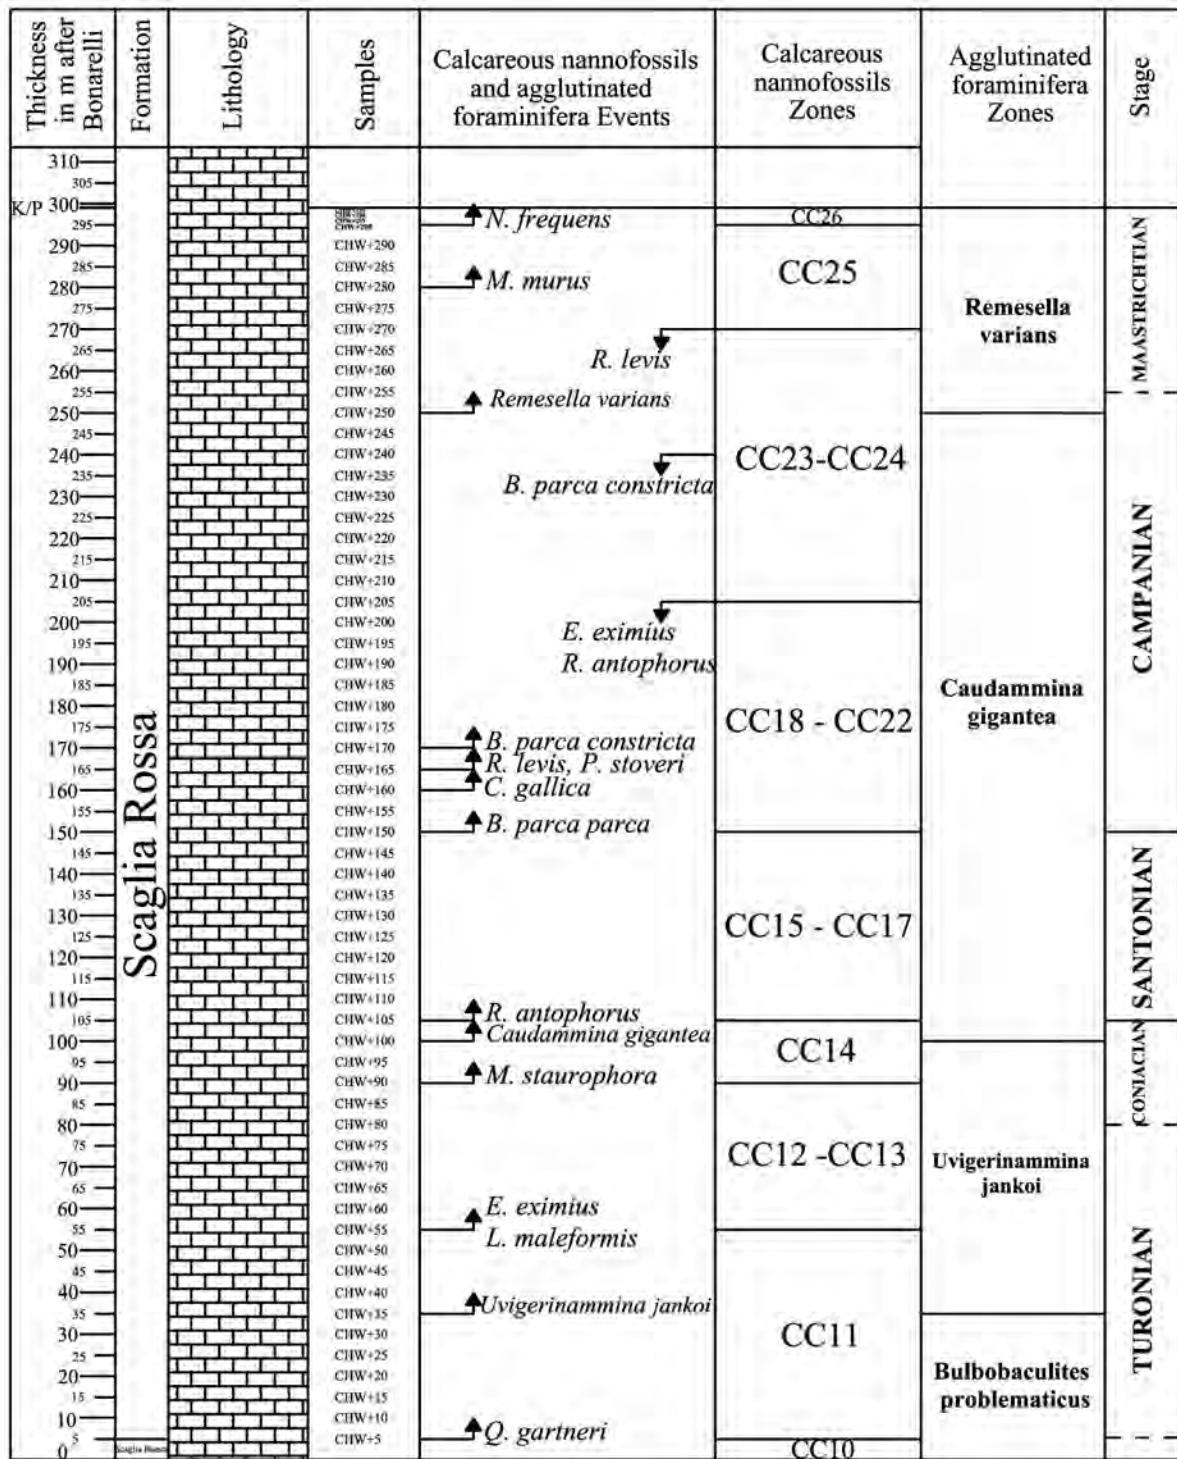 Thickness
in m after
Bonarelli
Formation
Lithology
Samples
Calcareous nannofossils
and agglutinated
foraminifera Events
Calcareous
nannofossils
Zones
Agglutinated
foraminifera
Zones
Stage
310
305
K/P 300
295
290
285
280
275
270
265
260
255
250
245
240
235
230
225
220
215
210
205
200
195
190
185
180
175
170
165
160
155
150
145
140
135
130
125
120
115
110
105
100
95
90
85
80
75
70
65
60
55
50
45
40
35
30
25
20
15
10
5
0
Scaglia Rossa
CHW+290
CHW+285
CHW+280
CHW+275
CHW+270
CHW+265
CHW+260
CHW+255
CHW+250
CHW+245
CHW+240
CHW+235
CHW+230
CHW+225
CHW+220
CHW+215
CHW+210
CHW+205
CHW+200
CHW+195
CHW+190
CHW+185
CHW+180
CHW+175
CHW+170
CHW+165
CHW+160
CHW+155
CHW+150
CHW+145
CHW+140
CHW+135
CHW+130
CHW+125
CHW+120
CHW+115
CHW+110
CHW+105
CHW+100
CHW+95
CHW+90
CHW+85
CHW+80
CHW+75
CHW+70
CHW+65
CHW+60
CHW+55
CHW+50
CHW+45
CHW+40
CHW+35
CHW+30
CHW+25
CHW+20
CHW+15
CHW+10
CHW+5
N. frequens
M. murus
R. levis
Remesella varians
B. parca constricta
E. eximius
R. antophorus
B. parca constricta
R. levis, P. stoveri
C. gallica
B. parca parca
R. antophorus
Caudammina gigantea
M. staurophora
E. eximius
L. maleformis
Uvigerinammina jankoi
Q. gartneri
CC26
CC25
CC23-CC24
CC18 - CC22
CC15 - CC17
CC14
CC12 -CC13
CC11
CC10
Remesella
varians
Caudammina
gigantea
Uvigerinammina
jankoi
Bulbobaculites
problematicus
MAASTRICHTIAN
CAMPANIAN
SANTONIAN
CONIACIAN
TURONIAN